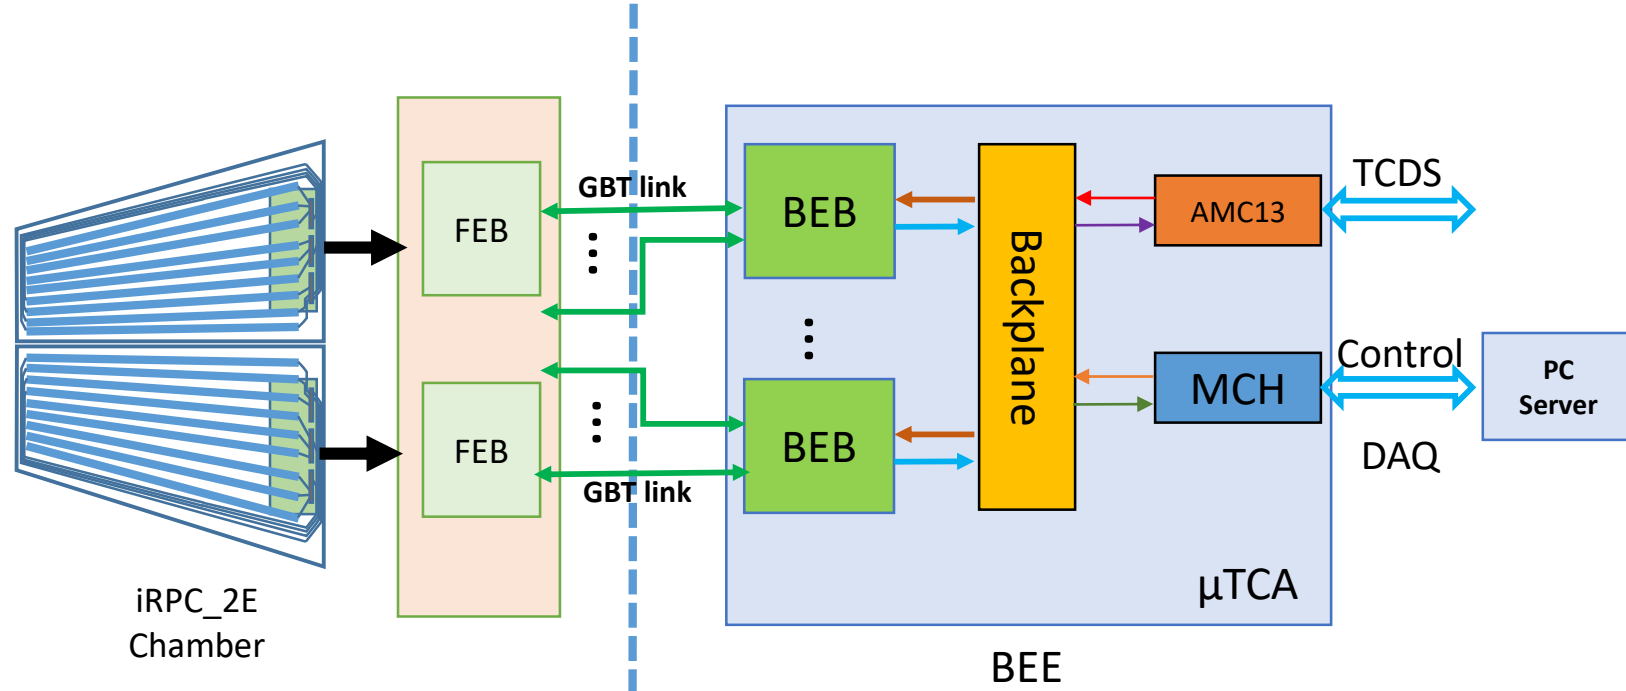 iRPC_2E
Chamber
FEB
FEB
GBT link
GBT link
BEB
BEB
Backplane
AMC13
MCH
μTCA
BEE
TCDS
Control
DAQ
PC
Server